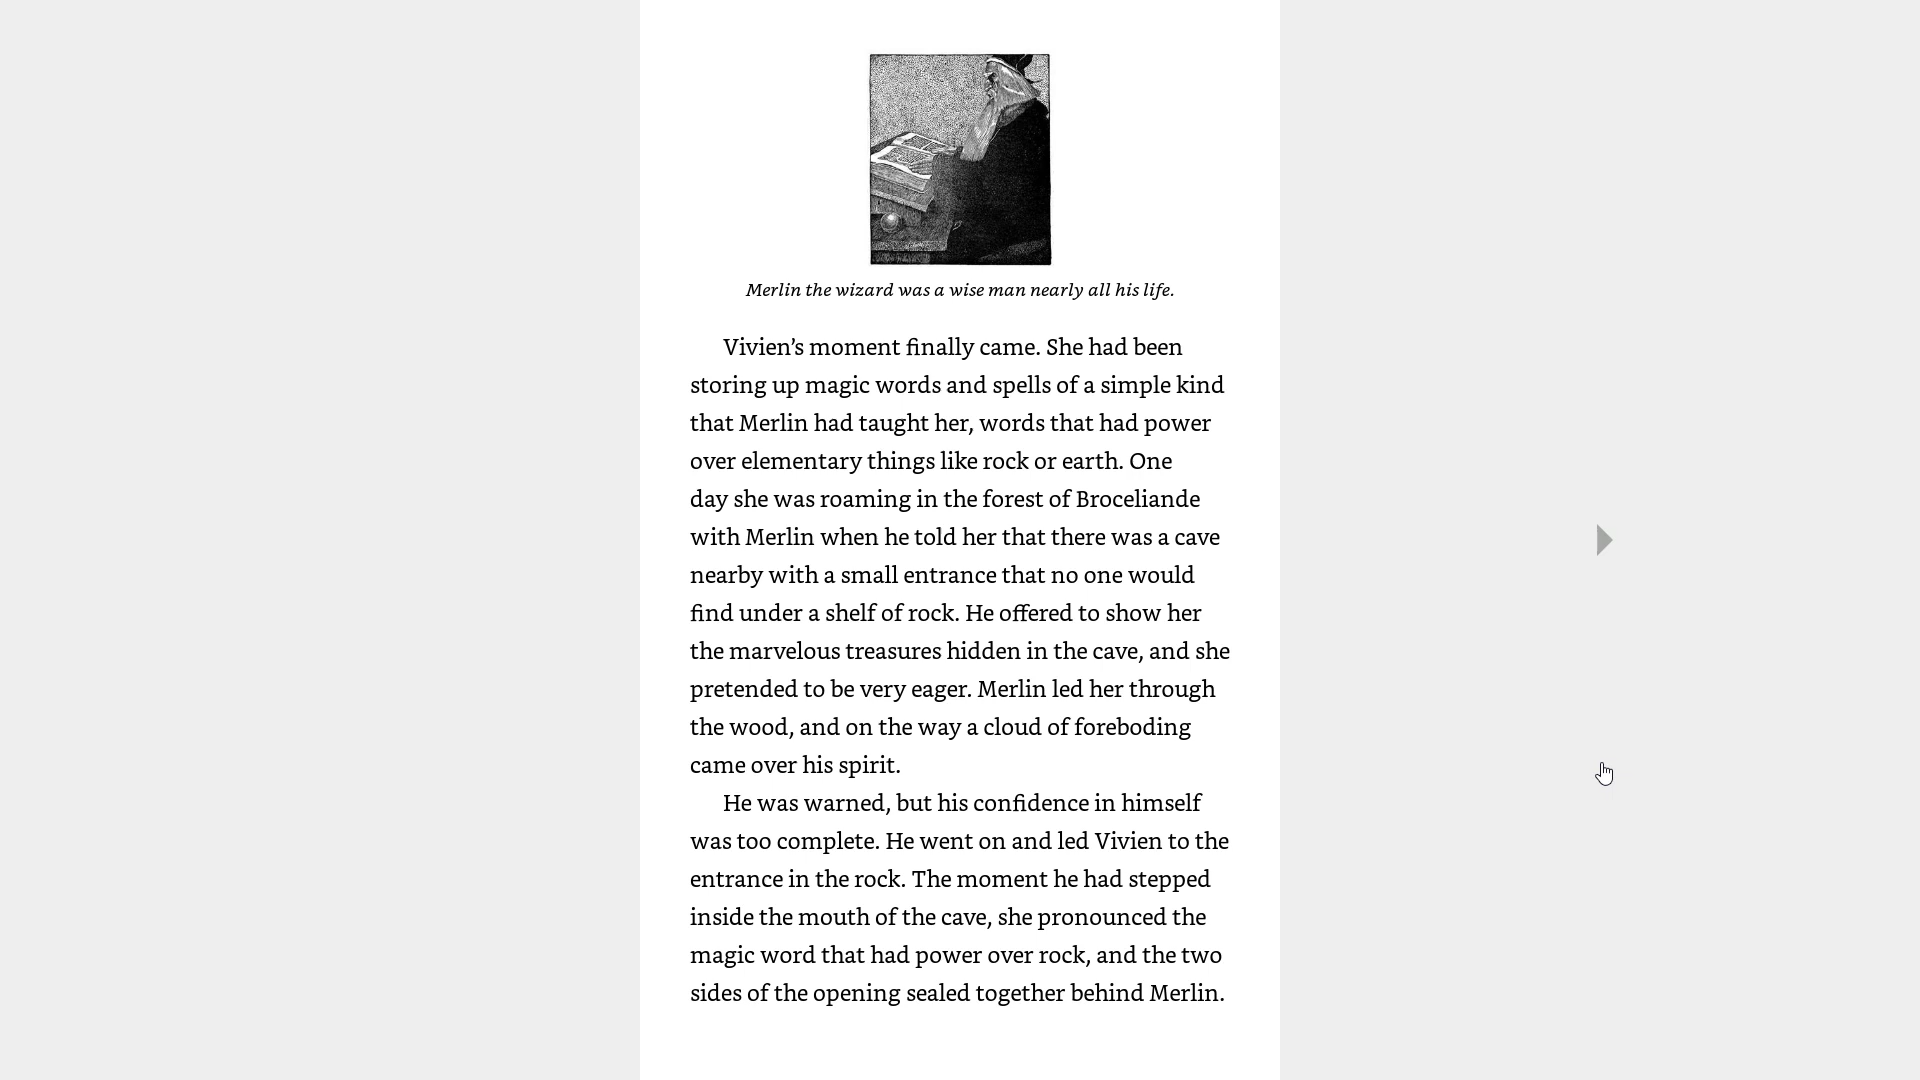 Merlin the wizard was a wise man nearly all his life.
Vivien’s moment finally came. She had been
storing up magic words and spells of a simple kind
that Merlin had taught her, words that had power
over elementary things like rock or earth. One
day she was roaming in the forest of Broceliande
with Merlin when he told her that there was a cave
nearby with a small entrance that no one would
find under a shelf of rock. He offered to show her
the marvelous treasures hidden in the cave, and she
pretended to be very eager. Merlin led her through
the wood, and on the way a cloud of foreboding
came over his spirit.
He was warned, but his confidence in himself
was too complete. He went on and led Vivien to the
entrance in the rock. The moment he had stepped
inside the mouth of the cave, she pronounced the
magic word that had power over rock, and the two
sides of the opening sealed together behind Merlin.